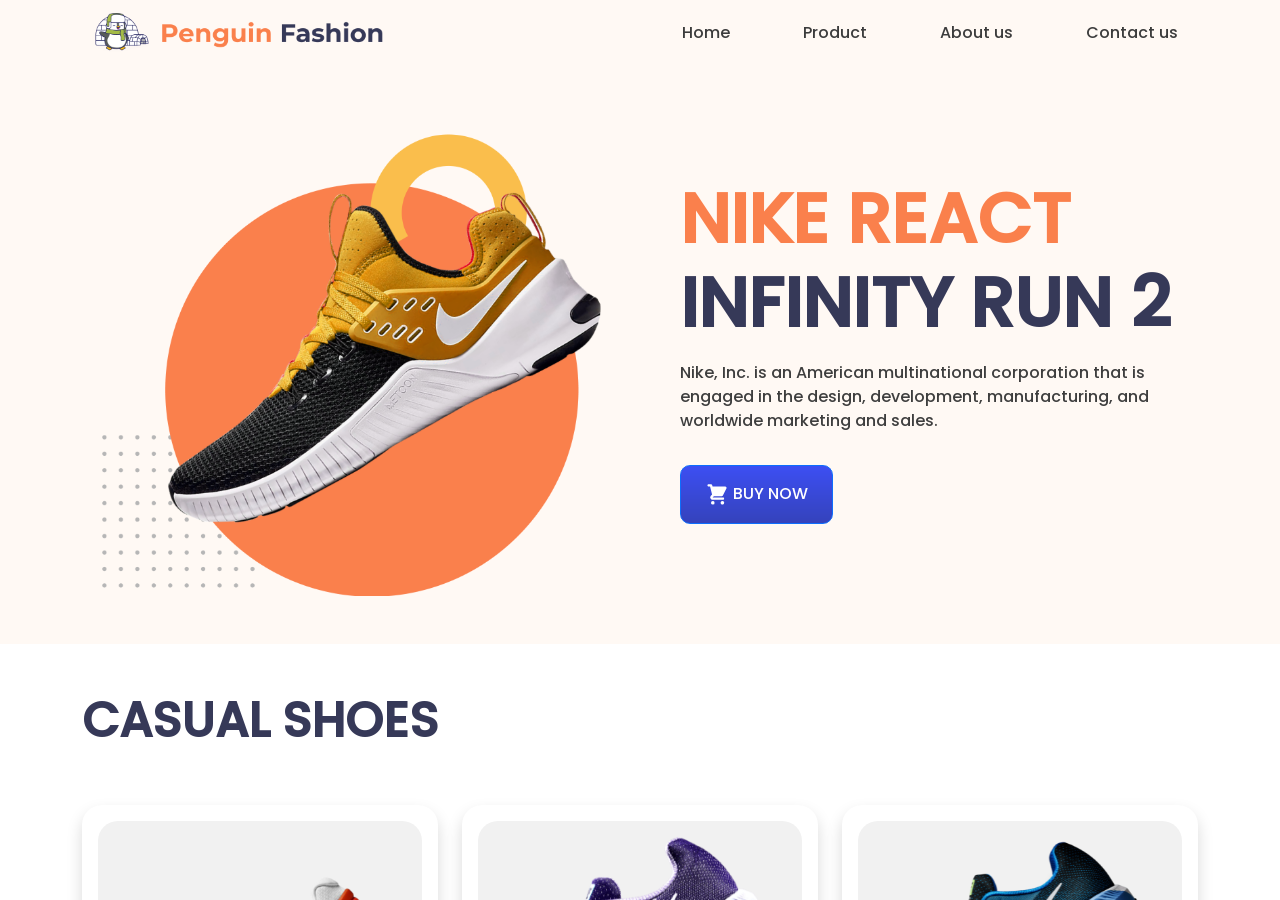 Penguin Fashion
Home
Product
About us
Contact us
NIKE REACT
INFINITY RUN 2
Nike, Inc. is an American multinational corporation that is
engaged in the design, development, manufacturing, and
worldwide marketing and sales.
BUY NOW
CASUAL SHOES